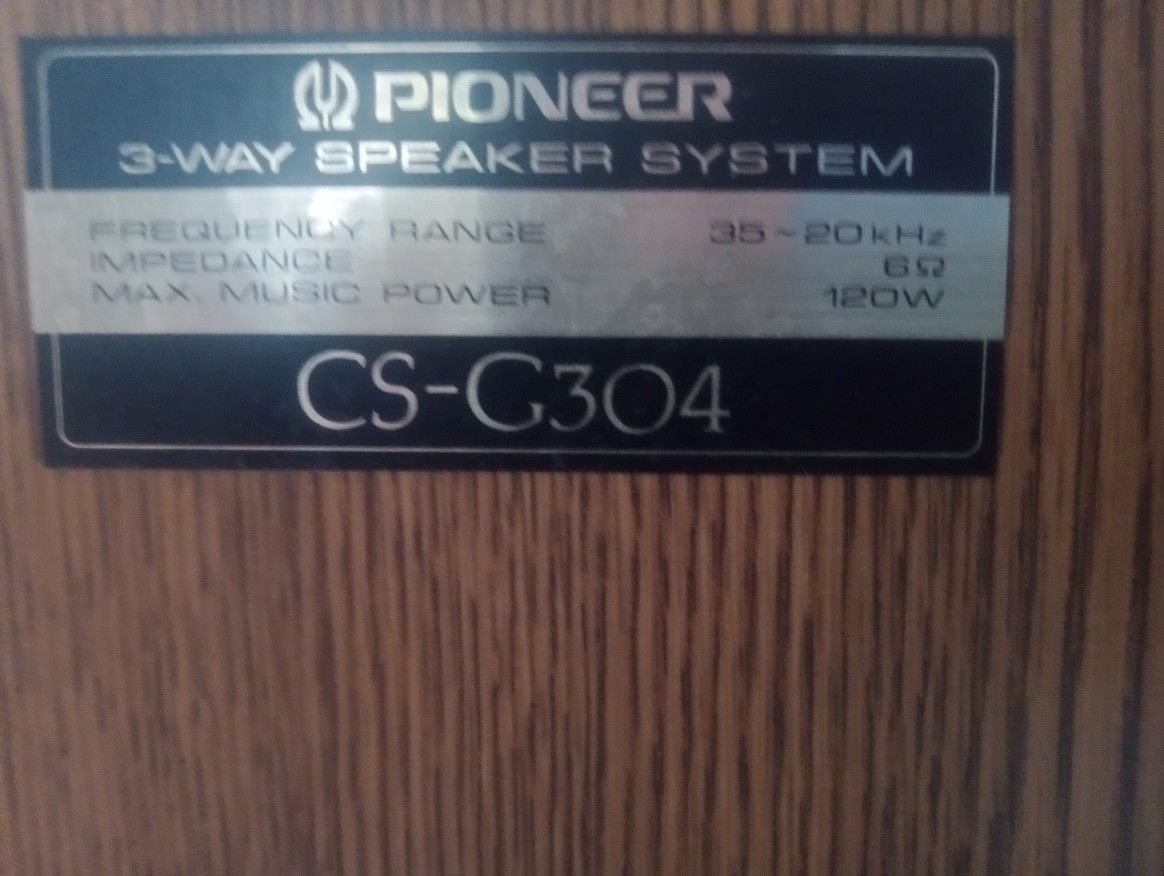 PIONEER
3-WAY SPEAKER SYSTEM
FREQUENCY RANGE 35~20kHz
IMPEDANCE 6Ω
MAX. MUSIC POWER 120W
CS-G304